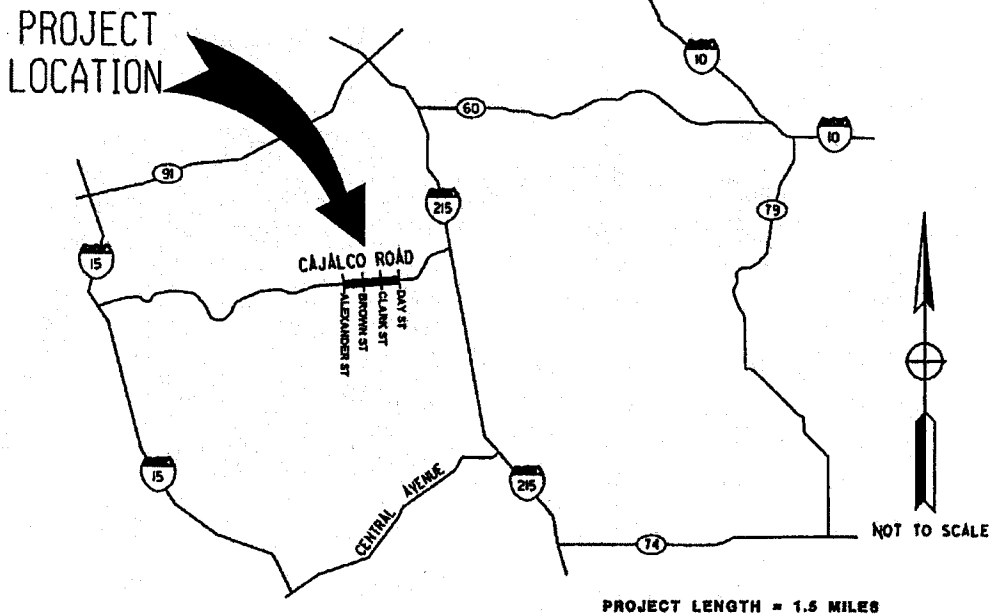 PROJECT
LOCATION
10
60
10
91
215
79
15
CAJALCO ROAD
ALEXANDER ST
BROWN ST
CLARK ST
DAY ST
15
CENTRAL AVENUE
215
74
NOT TO SCALE
PROJECT LENGTH = 1.5 MILES